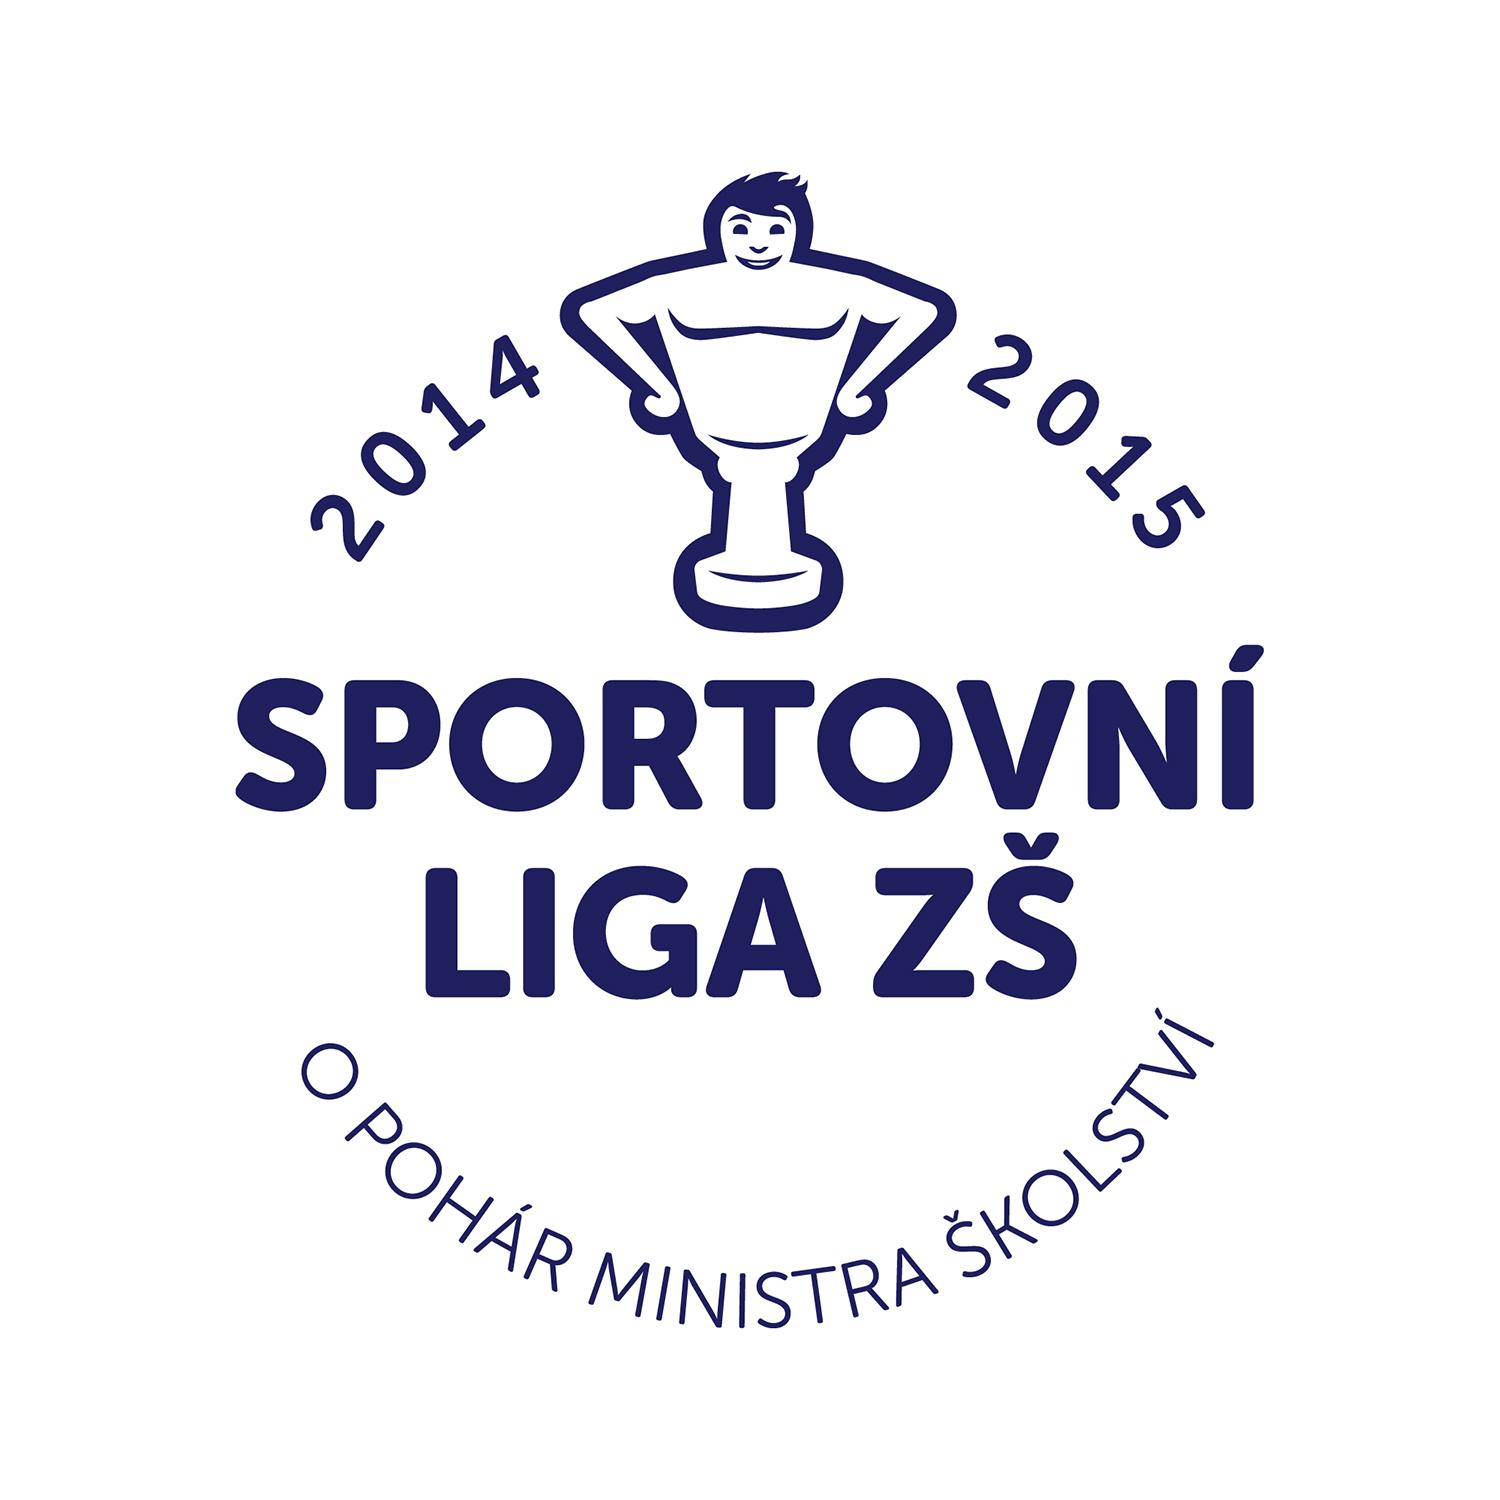 2014 2015
SPORTOVNÍ
LIGA ZŠ
O POHÁR MINISTRA ŠKOLSTVÍ